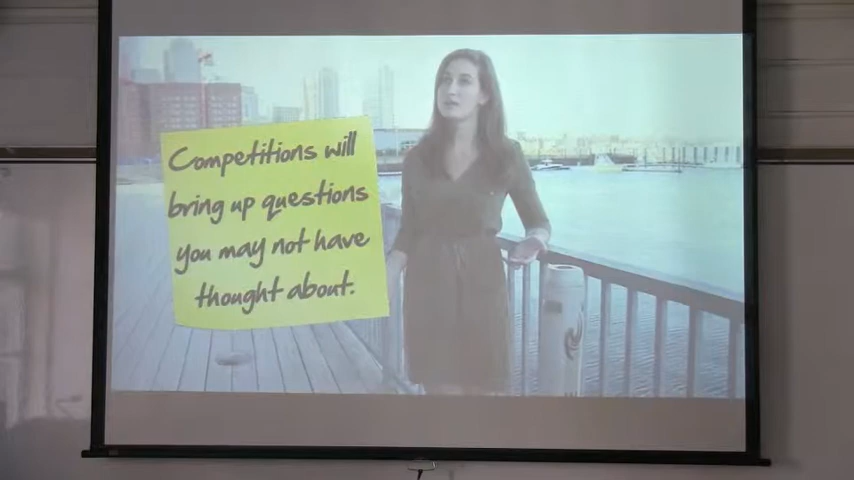 Competitions will
bring up questions
you may not have
thought about.